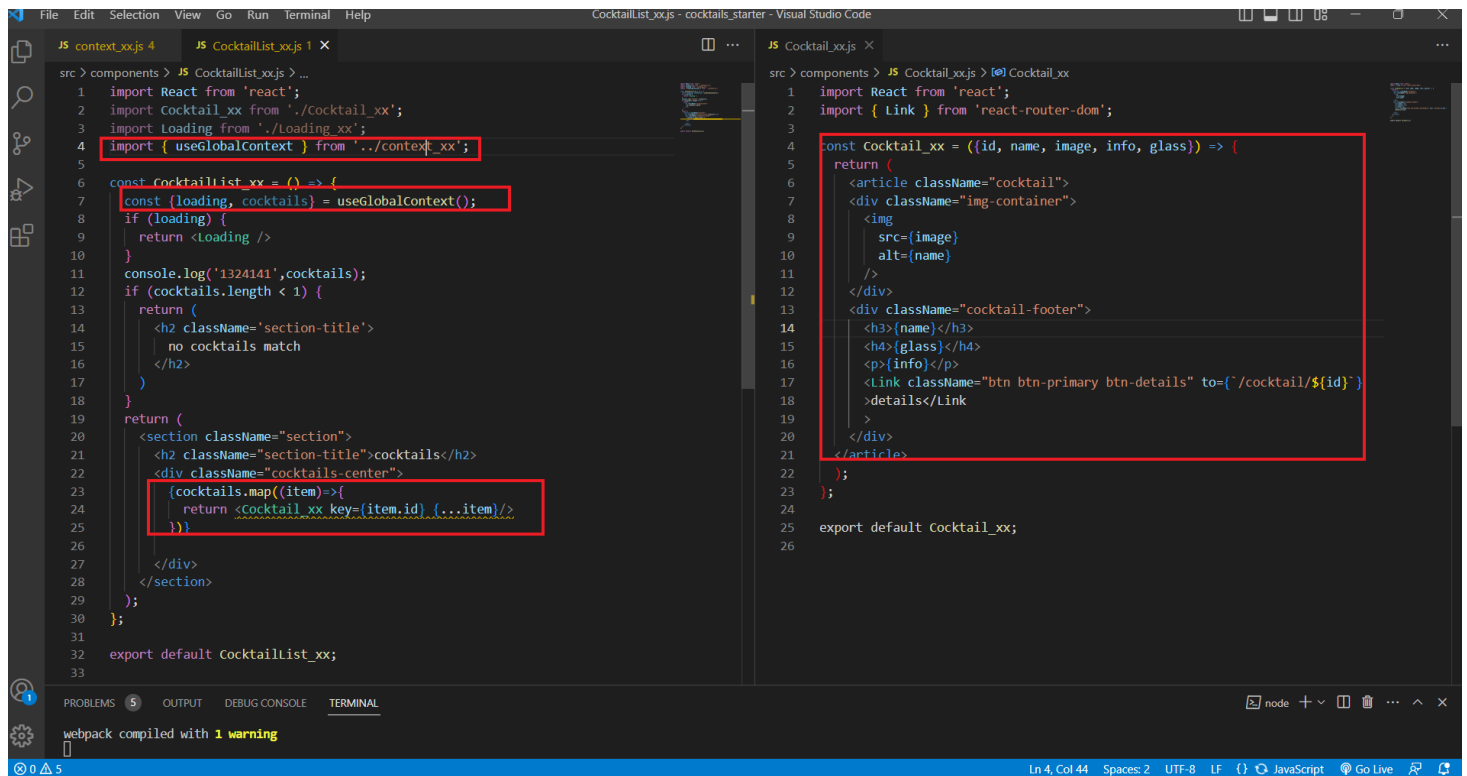 File Edit Selection View Go Run Terminal Help
CocktailList_xx.js - cocktails_starter - Visual Studio Code
JS context_xx.js 4
JS CocktailList_xx.js 1
src > components > JS CocktailList_xx.js > ...
1 import React from 'react';
2 import Cocktail_xx from './Cocktail_xx';
3 import Loading from './Loading_xx';
4 import { useGlobalContext } from '../context_xx';
5
6 const CocktailList_xx = () => {
7 const {loading, cocktails} = useGlobalContext();
8 if (loading) {
9 return <Loading />
10 }
11 console.log('1324141',cocktails);
12 if (cocktails.length < 1) {
13 return (
14 <h2 className='section-title'>
15 no cocktails match
16 </h2>
17 )
18 }
19 return (
20 <section className="section">
21 <h2 className="section-title">cocktails</h2>
22 <div className="cocktails-center">
23 {cocktails.map((item)=>{
24 return <Cocktail_xx key={item.id} {...item}/>
25 })}
26
27 </div>
28 </section>
29 );
30 };
31
32 export default CocktailList_xx;
33
JS Cocktail_xx.js
src > components > JS Cocktail_xx.js > Cocktail_xx
1 import React from 'react';
2 import { Link } from 'react-router-dom';
3
4 const Cocktail_xx = ({id, name, image, info, glass}) => {
5 return (
6 <article className="cocktail">
7 <div className="img-container">
8 <img
9 src={image}
10 alt={name}
11 />
12 </div>
13 <div className="cocktail-footer">
14 <h3>{name}</h3>
15 <h4>{glass}</h4>
16 <p>{info}</p>
17 <Link className="btn btn-primary btn-details" to={`/cocktail/${id}`}
18 >details</Link
19 >
20 </div>
21 </article>
22 );
23 };
24
25 export default Cocktail_xx;
26
PROBLEMS 5 OUTPUT DEBUG CONSOLE TERMINAL
node
webpack compiled with 1 warning
1
0 5
Ln 4, Col 44 Spaces: 2 UTF-8 LF {} JavaScript Go Live